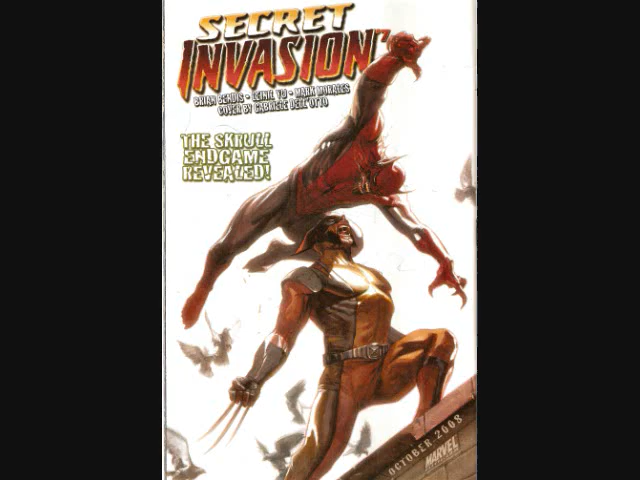 SECRET
INVASION
BRIAN BENDIS • LEINIL YU • MARK MORALES
COVER BY GABRIELE DELL'OTTO
THE SKRULL
ENDGAME
REVEALED!
OCTOBER 2008
MARVEL